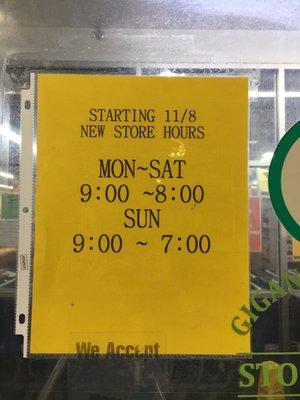 STARTING 11/8
NEW STORE HOURS
MON~SAT
9:00 ~8:00
SUN
9:00 ~ 7:00
We Accept